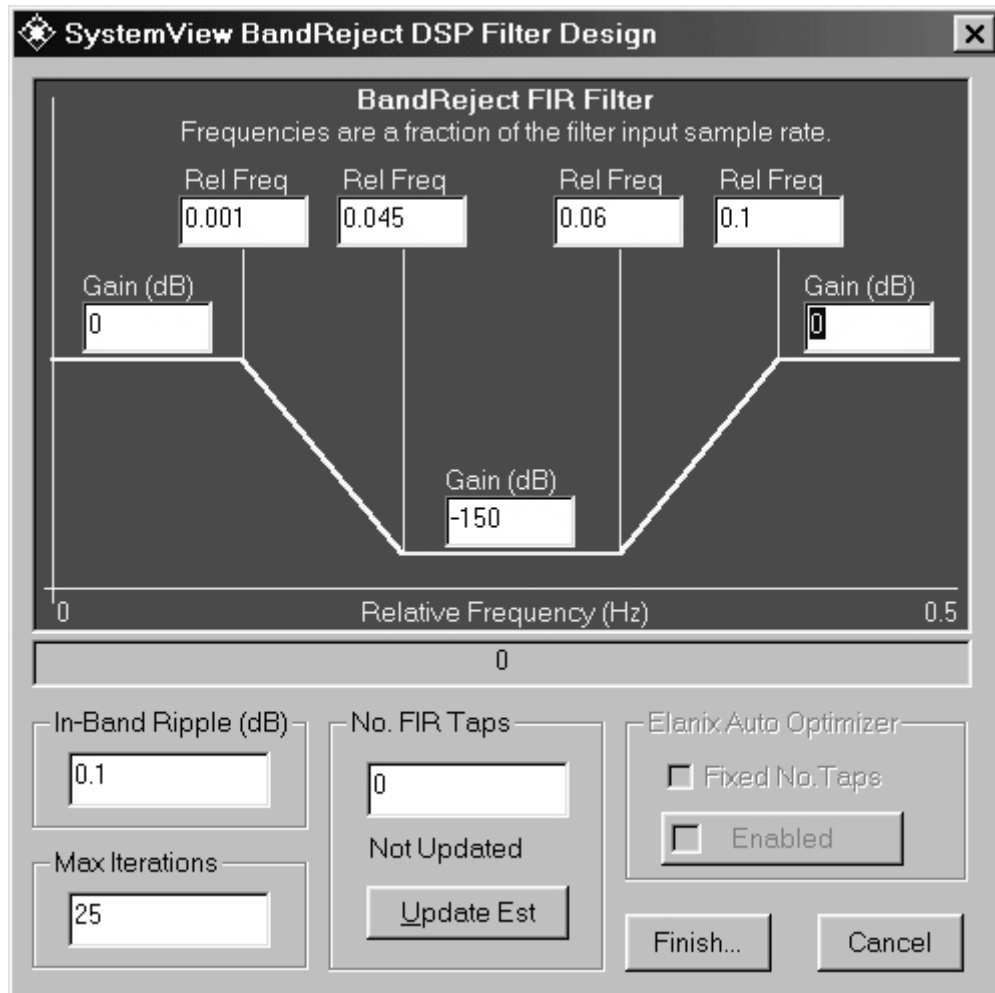 SystemView BandReject DSP Filter Design
BandReject FIR Filter
Frequencies are a fraction of the filter input sample rate.
Rel Freq Rel Freq Rel Freq Rel Freq
0.001 0.045 0.06 0.1
Gain (dB) Gain (dB)
0 0
Gain (dB)
-150
0 Relative Frequency (Hz) 0.5
0
In-Band Ripple (dB) No. FIR Taps Elanix Auto Optimizer
0.1 0 Fixed No.Taps
Not Updated Enabled
Max Iterations
25 Update Est
Finish... Cancel